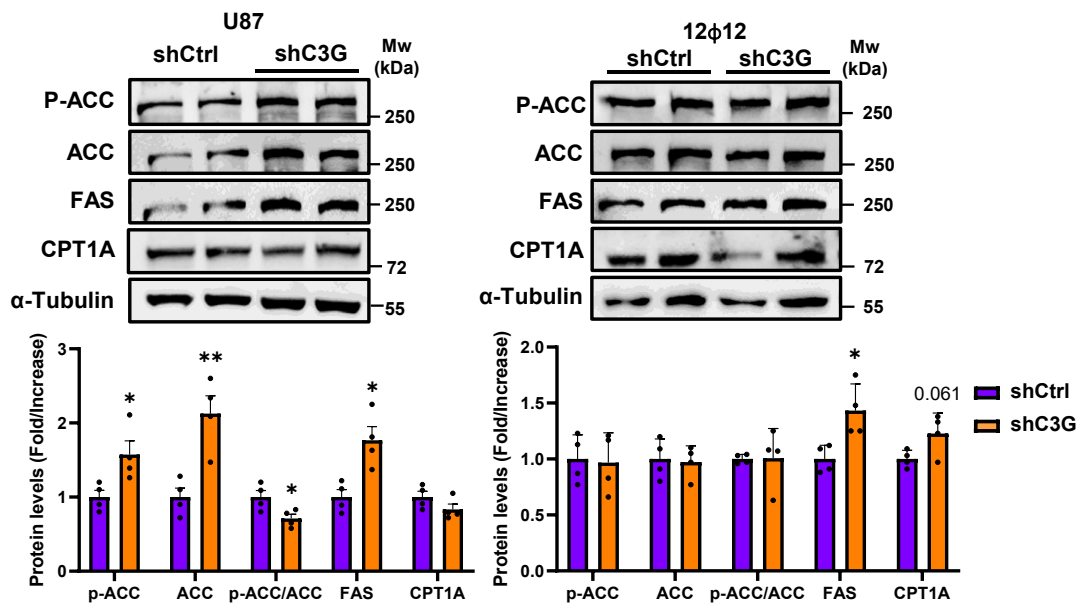 U87
shCtrl shC3G Mw (kDa)
P-ACC 250
ACC 250
FAS 250
CPT1A 72
α-Tubulin 55
12ϕ12
shCtrl shC3G Mw (kDa)
P-ACC 250
ACC 250
FAS 250
CPT1A 72
α-Tubulin 55
Protein levels (Fold/Increase)
3
2
1
0
* ** * *
p-ACC ACC p-ACC/ACC FAS CPT1A
Protein levels (Fold/Increase)
2.0
1.5
1.0
0.5
0.0
* 0.061
p-ACC ACC p-ACC/ACC FAS CPT1A
shCtrl
shC3G